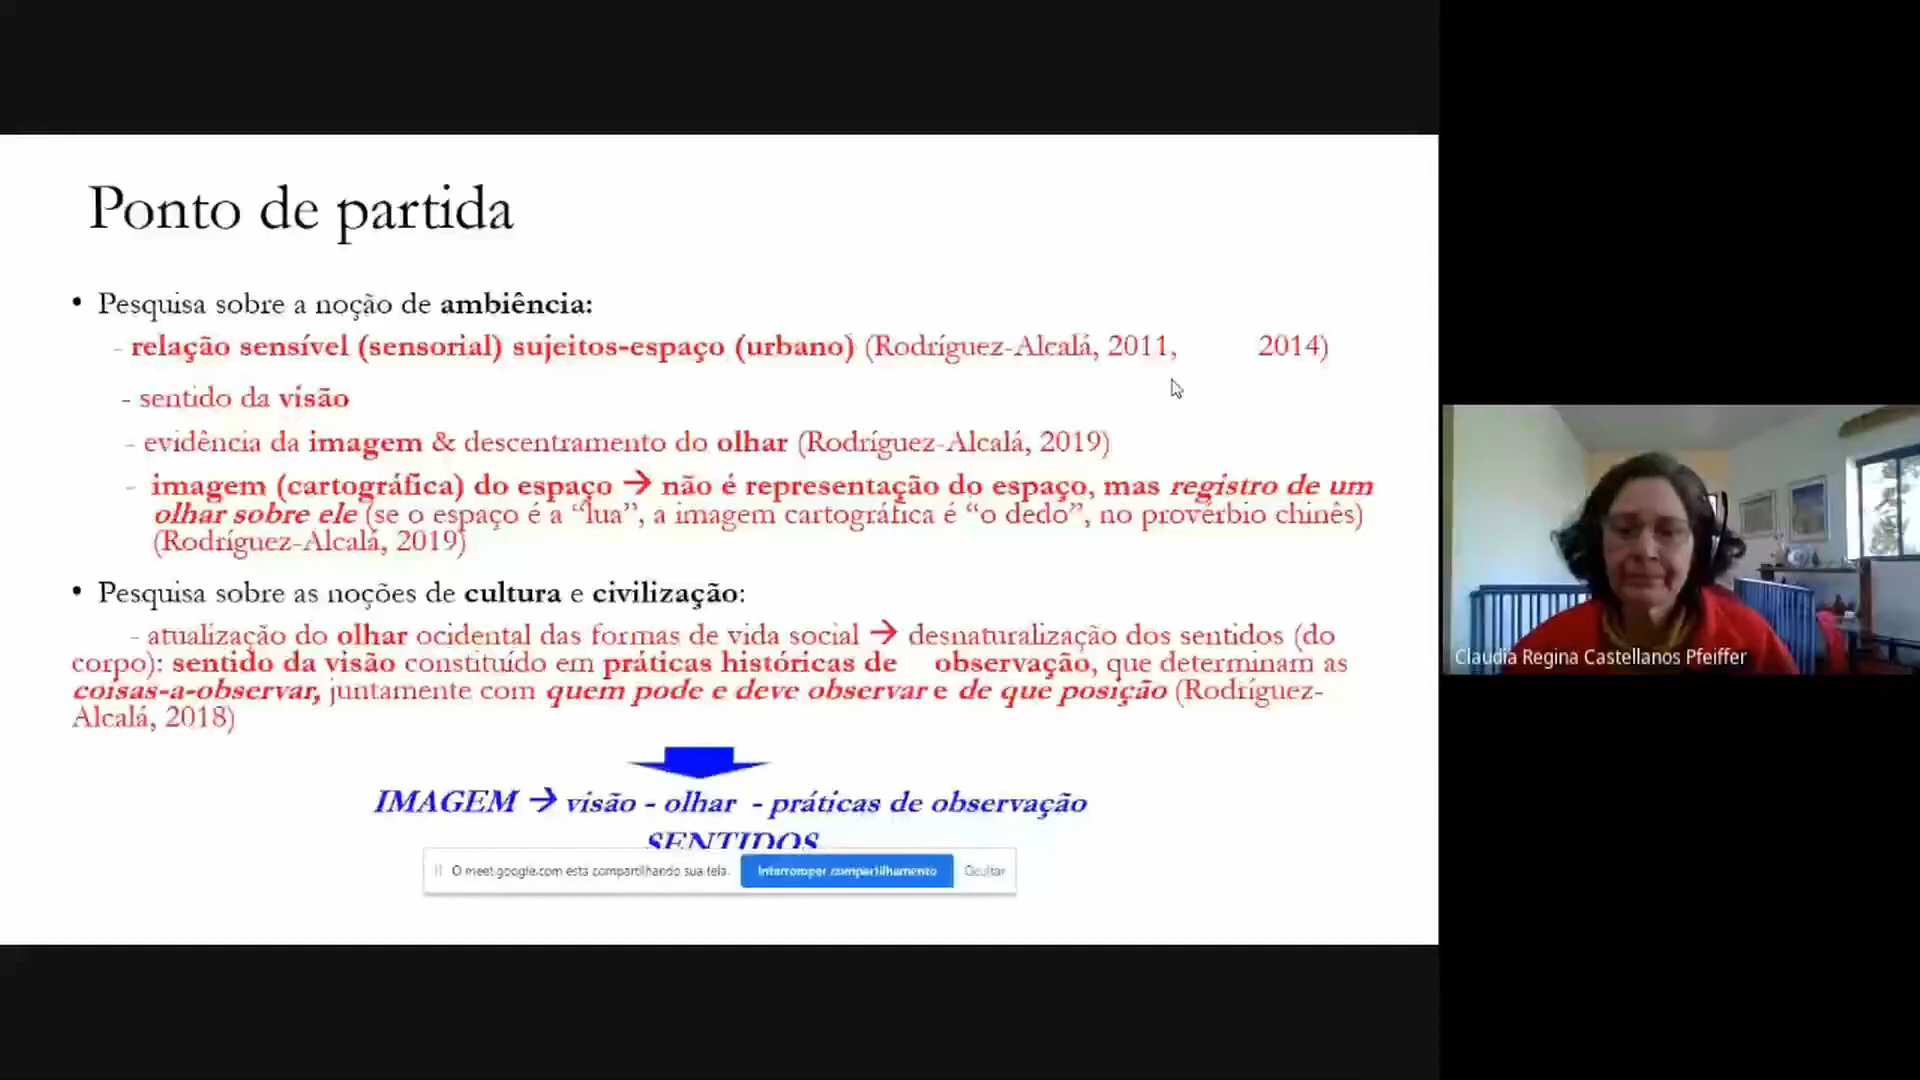 Ponto de partida
• Pesquisa sobre a noção de ambiência:
- relação sensível (sensorial) sujeitos-espaço (urbano) (Rodríguez-Alcalá, 2011, 2014)
- sentido da visão
- evidência da imagem & descentramento do olhar (Rodríguez-Alcalá, 2019)
- imagem (cartográfica) do espaço → não é representação do espaço, mas registro de um
olhar sobre ele (se o espaço é a “lua”, a imagem cartográfica é “o dedo”, no provérbio chinês)
(Rodríguez-Alcalá, 2019)
• Pesquisa sobre as noções de cultura e civilização:
- atualização do olhar ocidental das formas de vida social → desnaturalização dos sentidos (do
corpo): sentido da visão constituído em práticas históricas de observação, que determinam as
coisas-a-observar, juntamente com quem pode e deve observar e de que posição (Rodríguez-
Alcalá, 2018)
IMAGEM → visão - olhar - práticas de observação
SENTIDOS
O meet.google.com está compartilhando sua tela. Interromper compartilhamento Ocultar
Claudia Regina Castellanos Pfeiffer